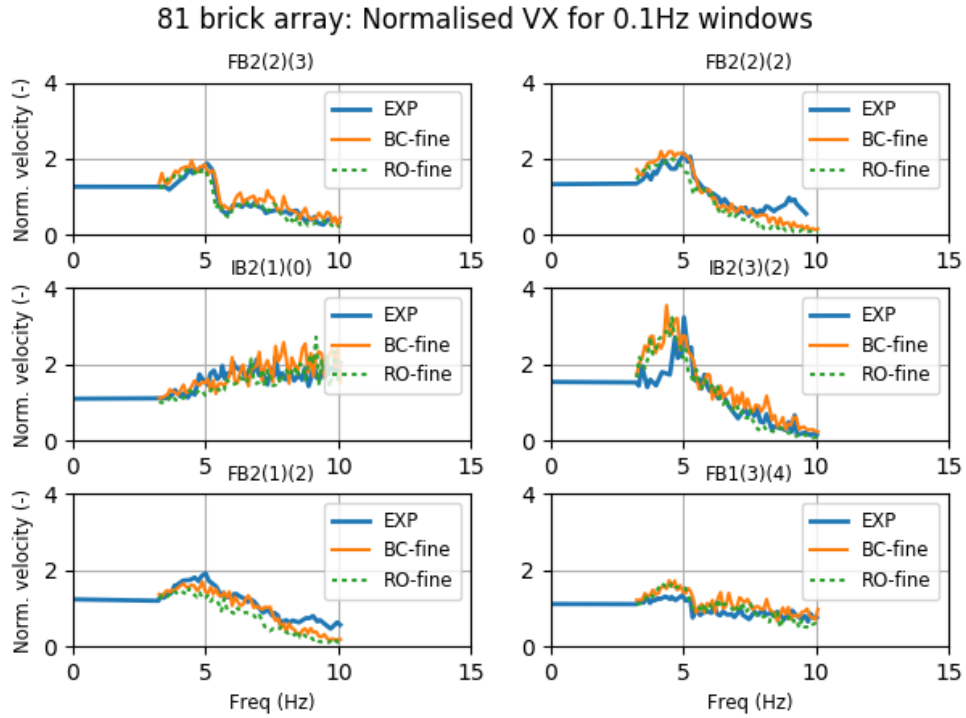 81 brick array: Normalised VX for 0.1Hz windows
FB2(2)(3)
Norm. velocity (-)
4
2
0
0 5 10 15
EXP
BC-fine
RO-fine
FB2(2)(2)
4
2
0
0 5 10 15
EXP
BC-fine
RO-fine
IB2(1)(0)
Norm. velocity (-)
4
2
0
0 5 10 15
EXP
BC-fine
RO-fine
IB2(3)(2)
4
2
0
0 5 10 15
EXP
BC-fine
RO-fine
FB2(1)(2)
Norm. velocity (-)
4
2
0
0 5 10 15
Freq (Hz)
EXP
BC-fine
RO-fine
FB1(3)(4)
4
2
0
0 5 10 15
Freq (Hz)
EXP
BC-fine
RO-fine